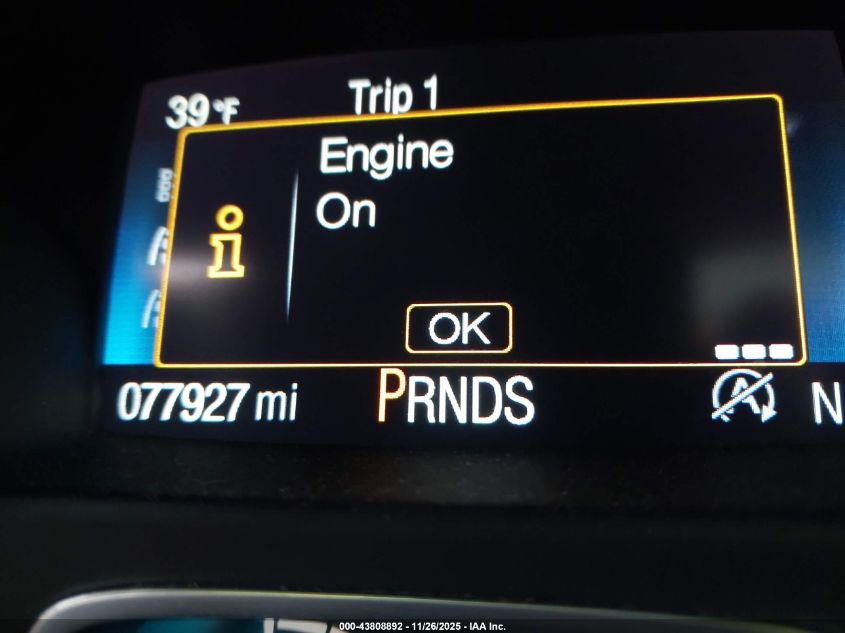 39°F Trip 1
Engine
On
i
OK
077927 mi PRNDS A N
000-43808892 - 11/26/2025 - IAA Inc.